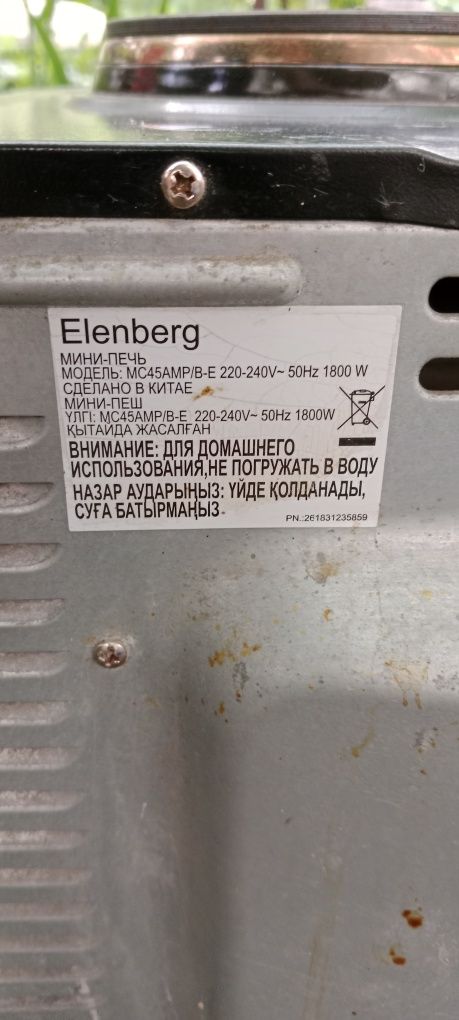 Elenberg
МИНИ-ПЕЧЬ
МОДЕЛЬ: MC45AMP/B-E 220-240V~ 50Hz 1800 W
СДЕЛАНО В КИТАЕ
МИНИ-ПЕШ
ҮЛГІ: MC45AMP/B-E 220-240V~ 50Hz 1800W
ҚЫТАЙДА ЖАСАЛҒАН
ВНИМАНИЕ: ДЛЯ ДОМАШНЕГО
ИСПОЛЬЗОВАНИЯ,НЕ ПОГРУЖАТЬ В ВОДУ
НАЗАР АУДАРЫҢЫЗ: ҮЙДЕ ҚОЛДАНАДЫ,
СУҒА БАТЫРМАҢЫЗ
PN.:261831235859